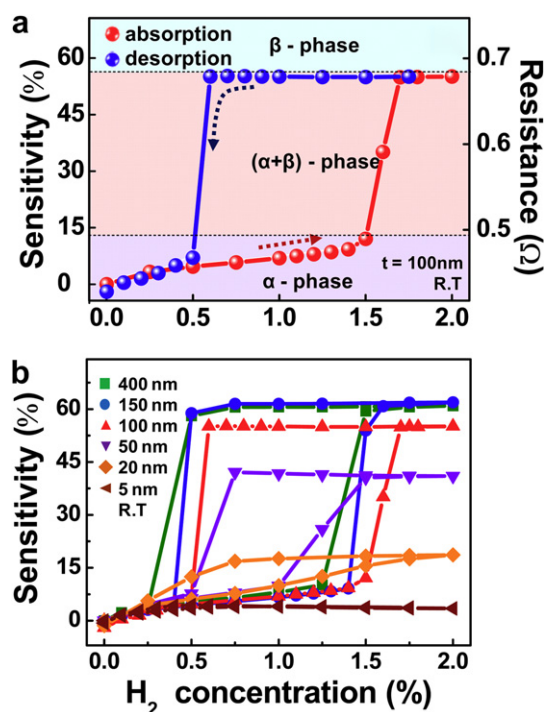 a
absorption
desorption
β - phase
(α+β) - phase
α - phase
t = 100nm
R.T
Sensitivity (%)
60
45
30
15
0
Resistance (Ω)
0.7
0.6
0.5
0.0 0.5 1.0 1.5 2.0
b
400 nm
150 nm
100 nm
50 nm
20 nm
5 nm
R.T
Sensitivity (%)
60
45
30
15
0
0.0 0.5 1.0 1.5 2.0
H₂ concentration (%)